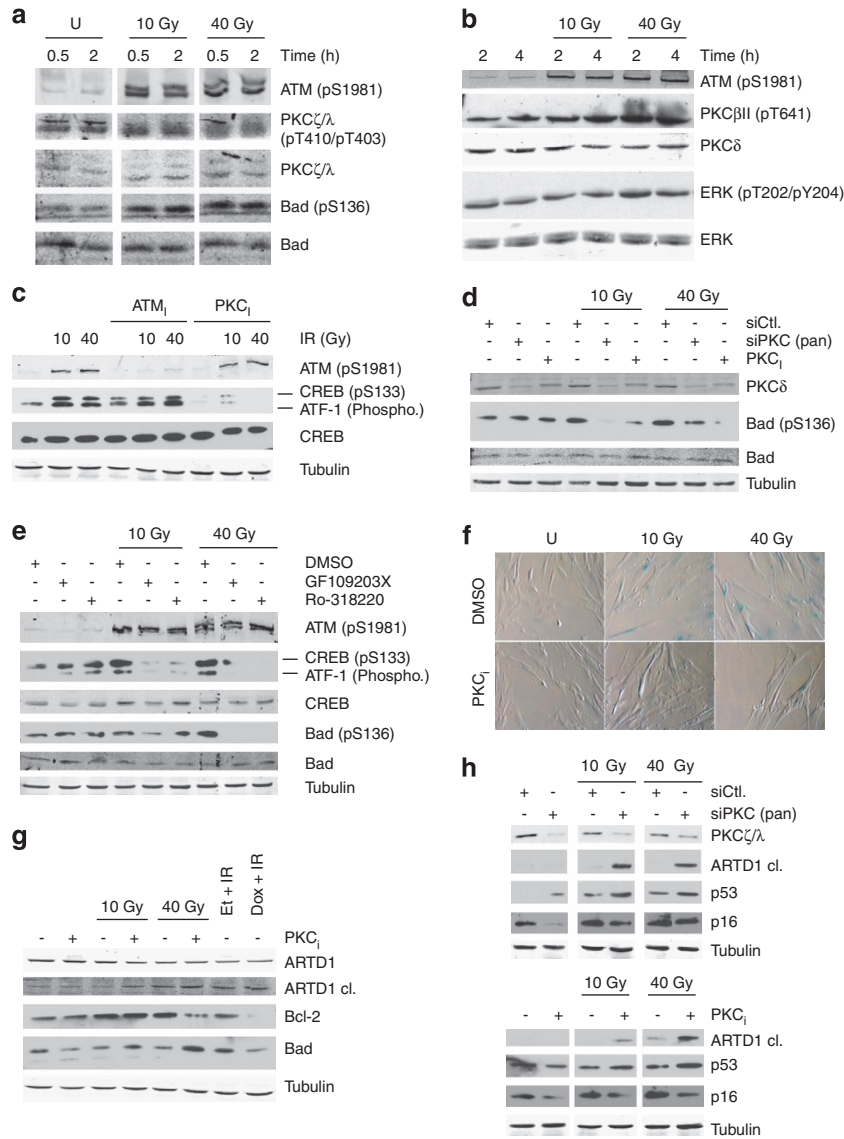 a
U 10 Gy 40 Gy
0.5 2 0.5 2 0.5 2 Time (h)
ATM (pS1981)
PKCζ/λ
(pT410/pT403)
PKCζ/λ
Bad (pS136)
Bad
b
10 Gy 40 Gy
2 4 2 4 2 4 Time (h)
ATM (pS1981)
PKCβII (pT641)
PKCδ
ERK (pT202/pY204)
ERK
c
ATMI PKCI
10 40 10 40 10 40 IR (Gy)
ATM (pS1981)
CREB (pS133)
ATF-1 (Phospho.)
CREB
Tubulin
d
10 Gy 40 Gy
+ - - + - - + - - siCtl.
- + - - + - - + - siPKC (pan)
- - + - - + - - + PKCI
PKCδ
Bad (pS136)
Bad
Tubulin
e
10 Gy 40 Gy
+ - - + - - + - - DMSO
- + - - + - - + - GF109203X
- - + - - + - - + Ro-318220
ATM (pS1981)
CREB (pS133)
ATF-1 (Phospho.)
CREB
Bad (pS136)
Bad
Tubulin
f
U 10 Gy 40 Gy
DMSO
PKCi
g
10 Gy 40 Gy Et + IR Dox + IR
- + - + - + - - PKCi
ARTD1
ARTD1 cl.
Bcl-2
Bad
Tubulin
h
10 Gy 40 Gy
+ - + - + - siCtl.
- + - + - + siPKC (pan)
PKCζ/λ
ARTD1 cl.
p53
p16
Tubulin
10 Gy 40 Gy
- + - + - + PKCi
ARTD1 cl.
p53
p16
Tubulin